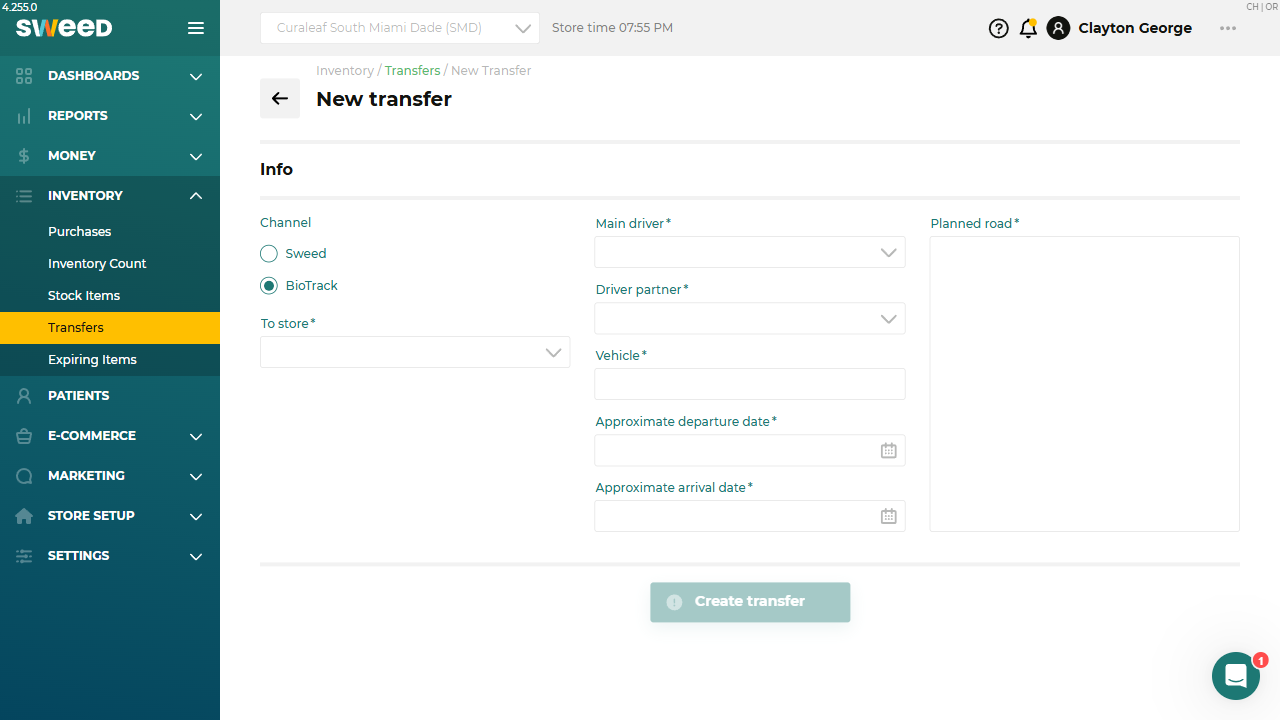 4.255.0
SWEED
Curaleaf South Miami Dade (SMD)
Store time 07:55 PM
Clayton George
CH | OR
DASHBOARDS
REPORTS
MONEY
INVENTORY
Purchases
Inventory Count
Stock Items
Transfers
Expiring Items
PATIENTS
E-COMMERCE
MARKETING
STORE SETUP
SETTINGS
Inventory / Transfers / New Transfer
New transfer
Info
Channel
Sweed
BioTrack
To store*
Main driver*
Driver partner*
Vehicle*
Approximate departure date*
Approximate arrival date*
Planned road*
Create transfer
1